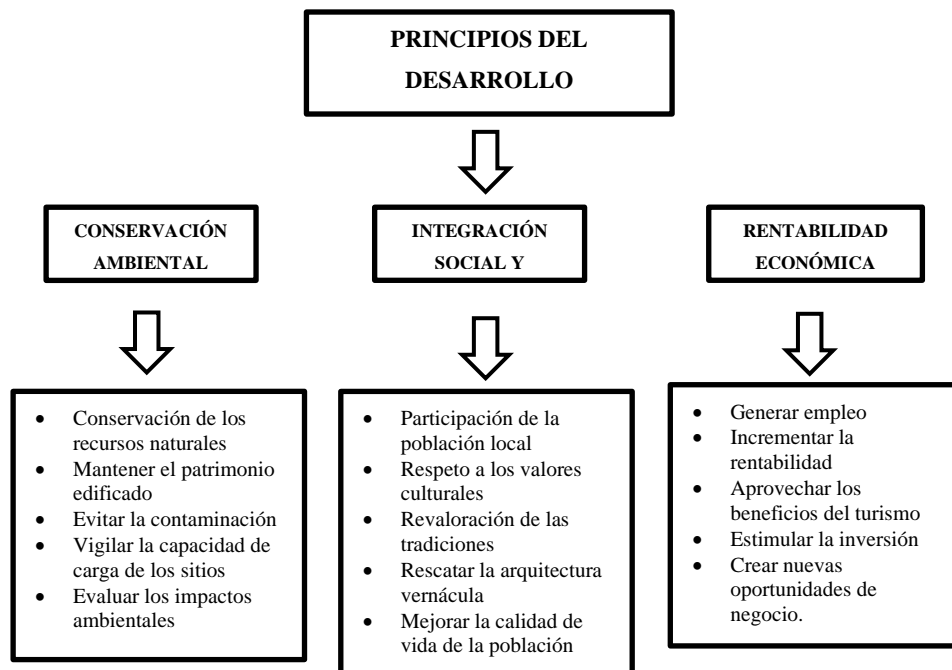 PRINCIPIOS DEL
DESARROLLO
CONSERVACIÓN
AMBIENTAL
INTEGRACIÓN
SOCIAL Y
RENTABILIDAD
ECONÓMICA
• Conservación de los
recursos naturales
• Mantener el patrimonio
edificado
• Evitar la contaminación
• Vigilar la capacidad de
carga de los sitios
• Evaluar los impactos
ambientales
• Participación de la
población local
• Respeto a los valores
culturales
• Revaloración de las
tradiciones
• Rescatar la arquitectura
vernácula
• Mejorar la calidad de
vida de la población
• Generar empleo
• Incrementar la
rentabilidad
• Aprovechar los
beneficios del turismo
• Estimular la inversión
• Crear nuevas
oportunidades de
negocio.